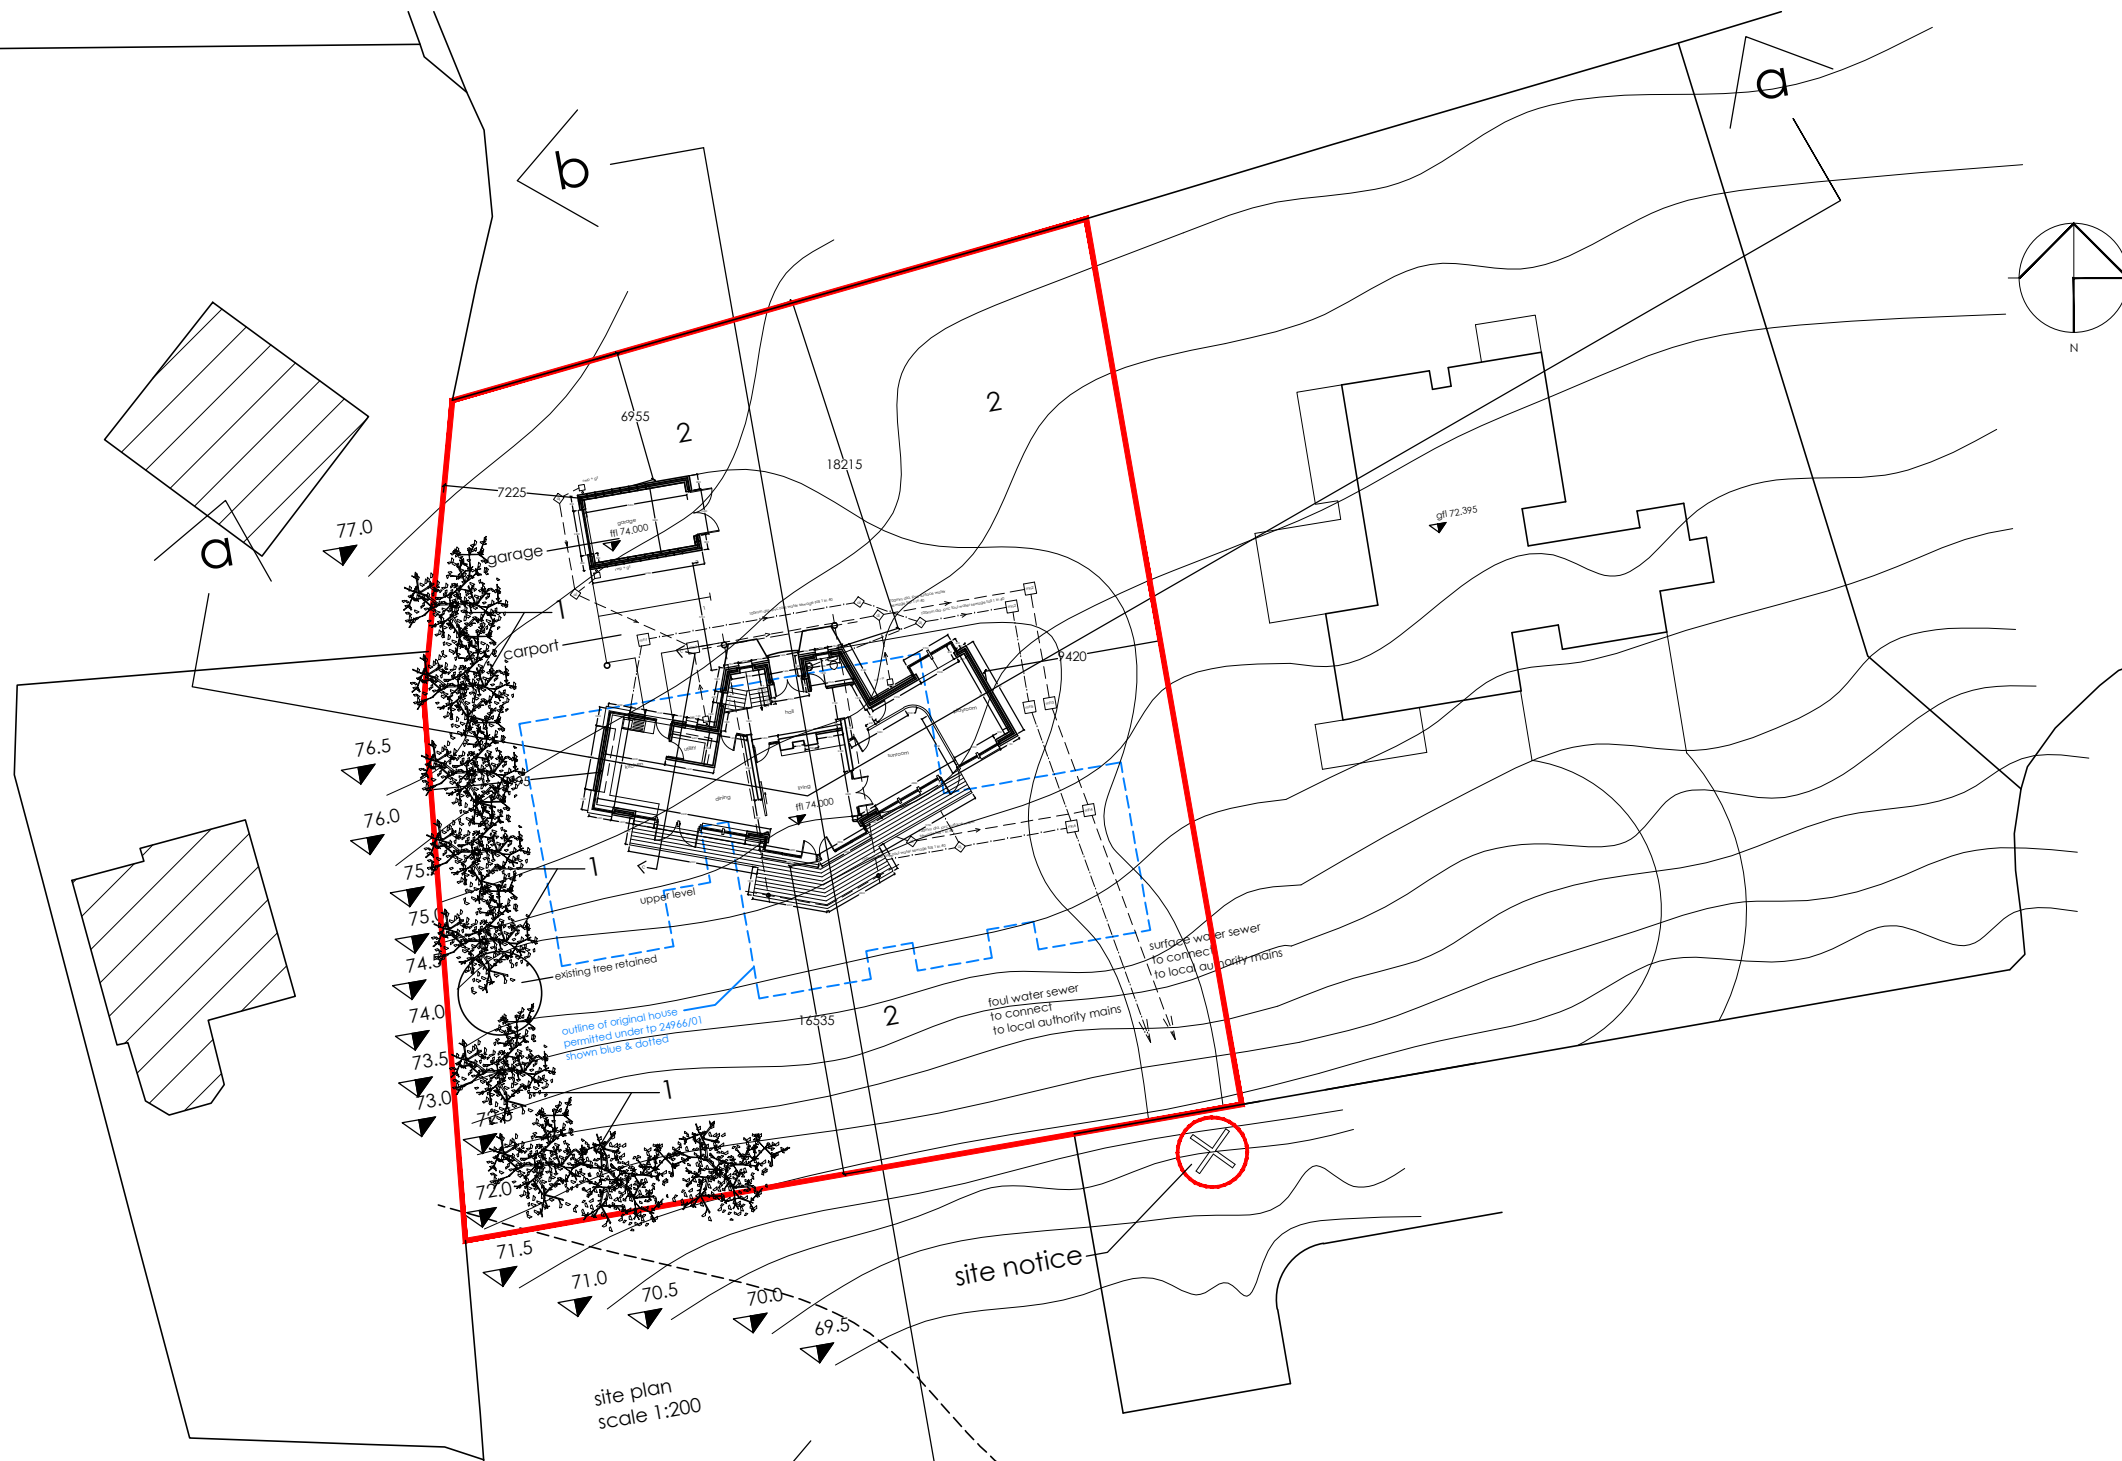 a
b
N
6955
2
2
18215
7225
77.0
garage
garage
ffl 74.000
gfl 72.395
a
1
carport
9420
hall
utility
76.5
dining
living
ffl 74.000
76.0
1
upper level
75.0
surface water sewer
to connect
to local authority mains
existing tree retained
74.5
foul water sewer
to connect
to local authority mains
74.0
outline of original house
permitted under tp 24966/01
shown blue & dotted
16535
2
73.5
73.0
1
72.0
71.5
71.0
70.5
70.0
69.5
site notice
site plan
scale 1:200